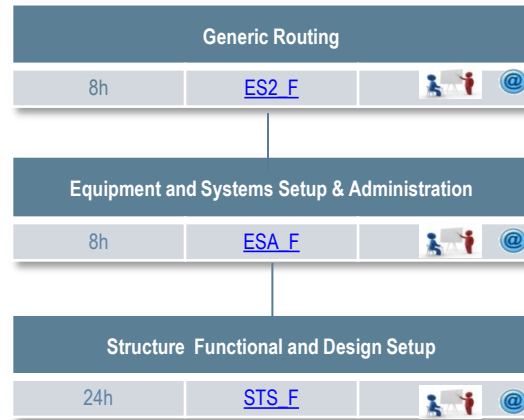 Generic Routing
8h ES2_F @
Equipment and Systems Setup & Administration
8h ESA_F @
Structure Functional and Design Setup
24h STS_F @